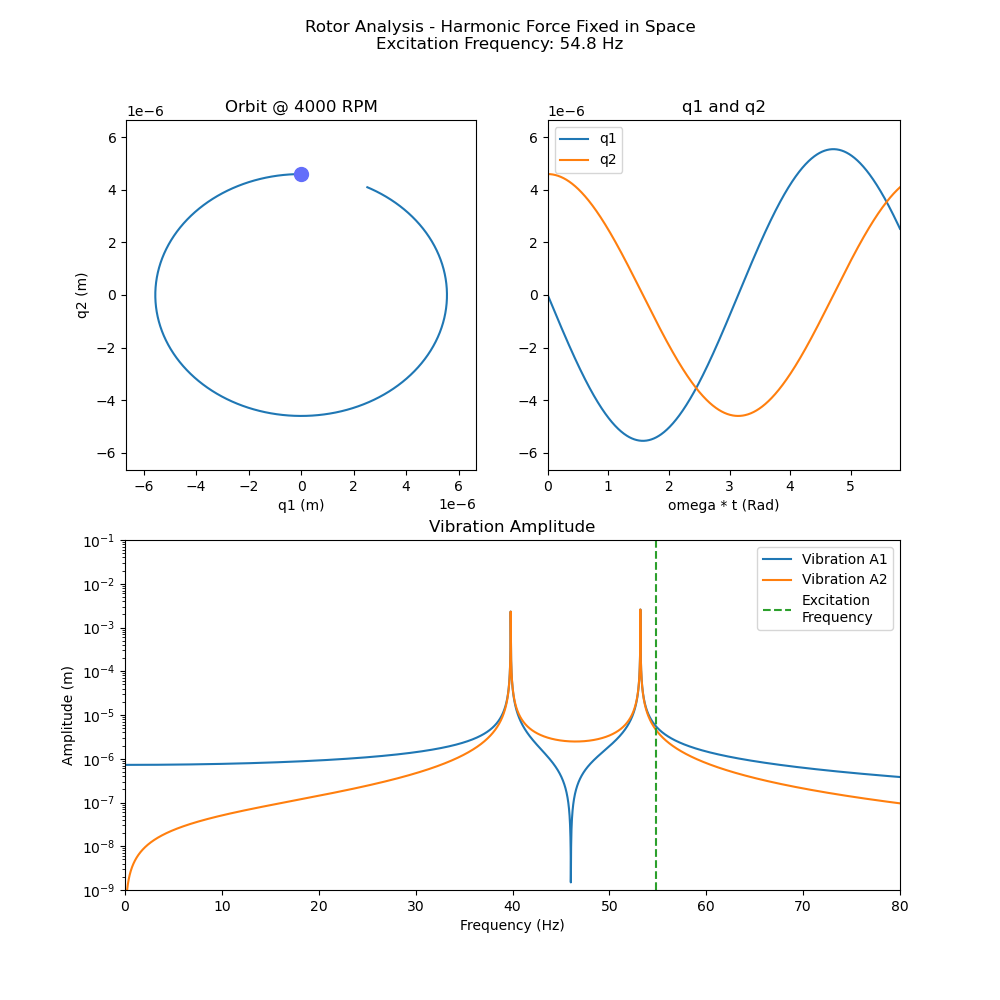 Rotor Analysis - Harmonic Force Fixed in Space
Excitation Frequency: 54.8 Hz
Orbit @ 4000 RPM
1e−6
6
4
2
0
−2
−4
−6
q2 (m)
−6 −4 −2 0 2 4 6
1e−6
q1 (m)
q1 and q2
1e−6
q1
q2
6
4
2
0
−2
−4
−6
0 1 2 3 4 5
omega * t (Rad)
Vibration Amplitude
Vibration A1
Vibration A2
Excitation
Frequency
10⁻¹
10⁻²
10⁻³
10⁻⁴
10⁻⁵
10⁻⁶
10⁻⁷
10⁻⁸
10⁻⁹
Amplitude (m)
0 10 20 30 40 50 60 70 80
Frequency (Hz)